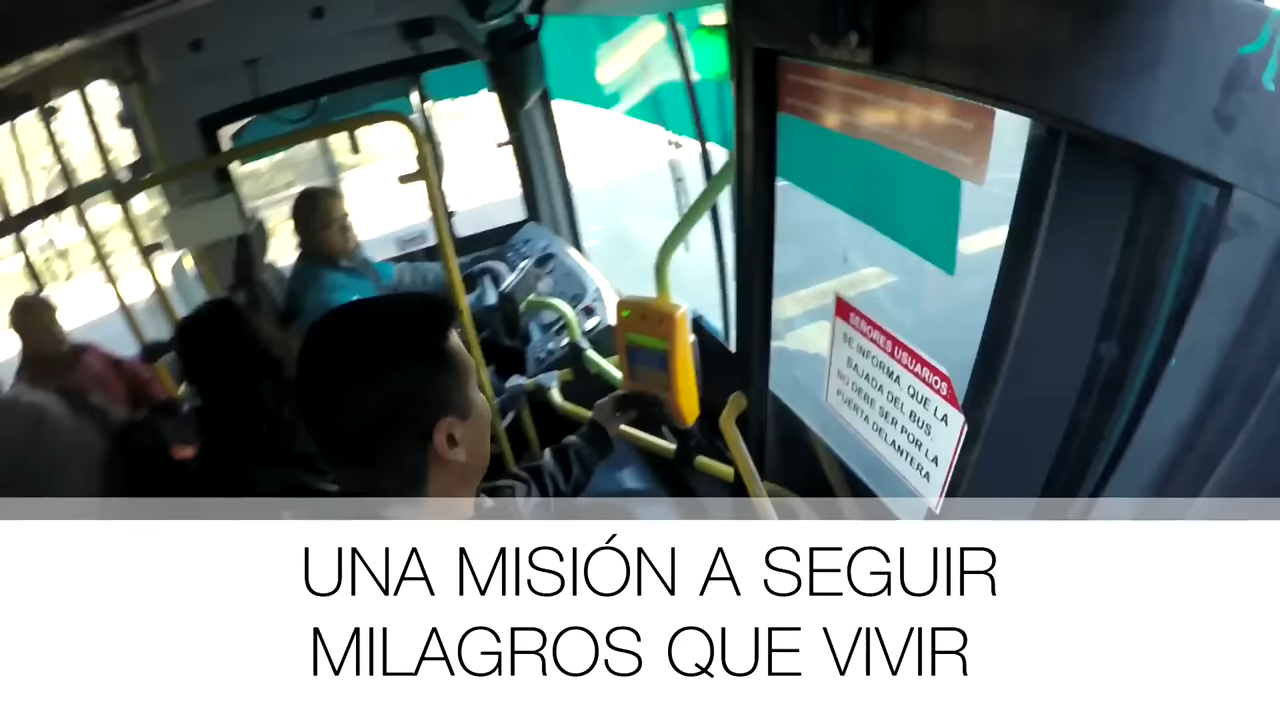 SEÑORES USUARIOS:
SE INFORMA, QUE LA
BAJADA DEL BUS.
NO DEBE SER POR LA
PUERTA DELANTERA
UNA MISIÓN A SEGUIR
MILAGROS QUE VIVIR